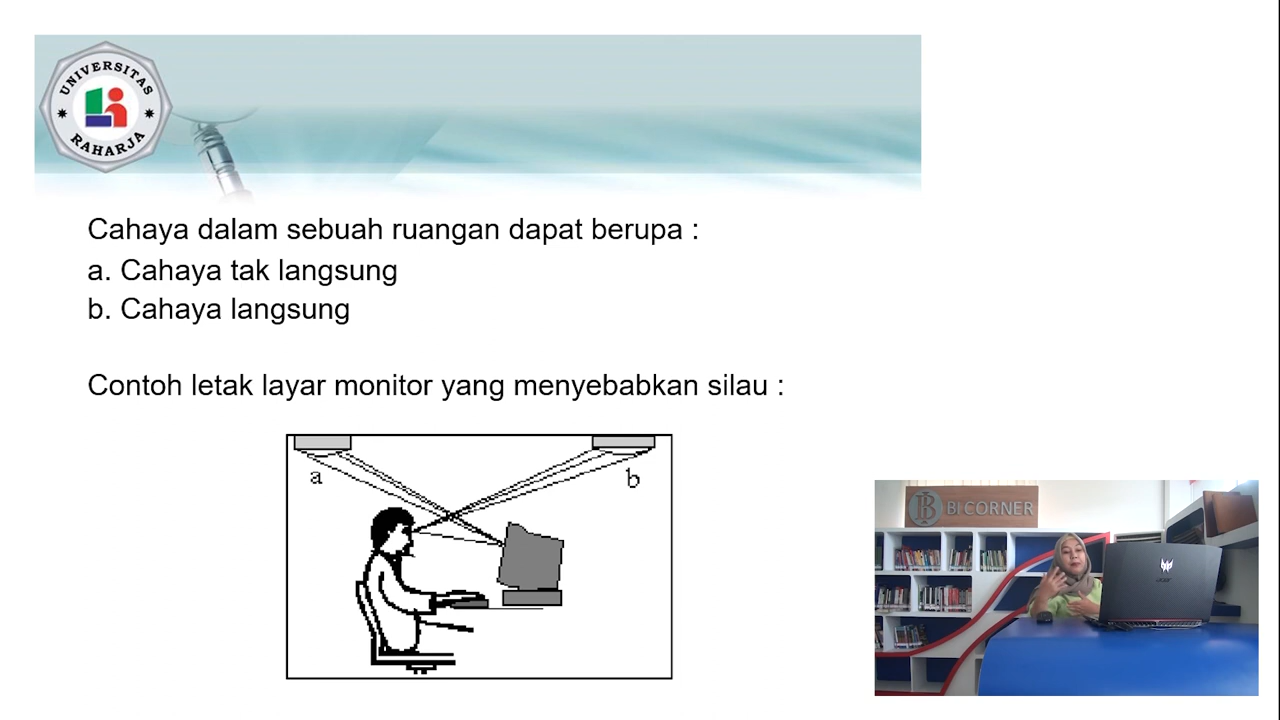 UNIVERSITAS
RAHARJA
Cahaya dalam sebuah ruangan dapat berupa :
a. Cahaya tak langsung
b. Cahaya langsung
Contoh letak layar monitor yang menyebabkan silau :
a
b
BI CORNER
acer